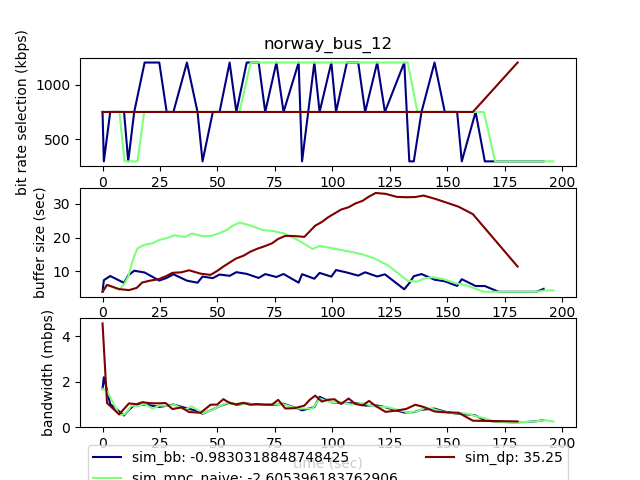 norway_bus_12
bit rate selection (kbps)
1000
500
0 25 50 75 100 125 150 175 200
buffer size (sec)
30
20
10
0 25 50 75 100 125 150 175 200
bandwidth (mbps)
4
2
0
0 25 50 75 100 125 150 175 200
time (sec)
sim_bb: -0.9830318848748425 sim_dp: 35.25
sim_mpc_naive: -2.605396183762906